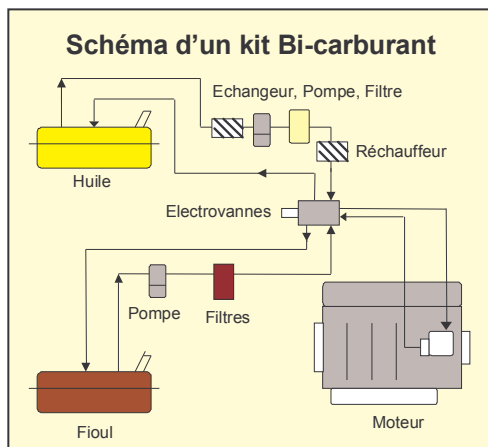 Schéma d'un kit Bi-carburant
Echangeur, Pompe, Filtre
Réchauffeur
Huile
Electrovannes
Pompe
Filtres
Fioul
Moteur